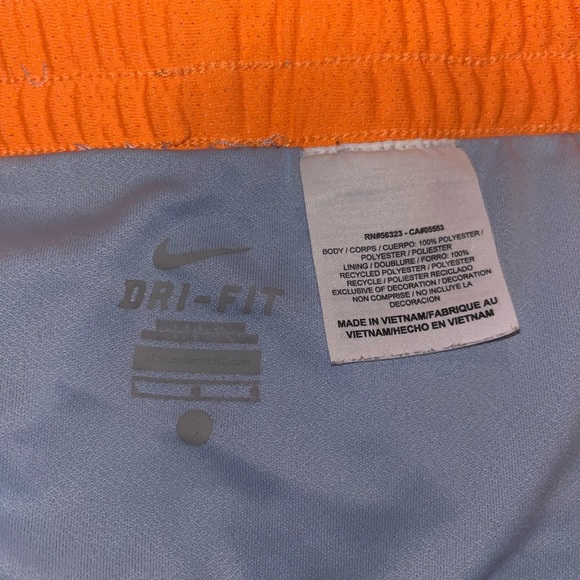 DRI-FIT
RN#56323 - CA#05553
BODY / CORPS / CUERPO: 100% POLYESTER /
POLYESTER / POLIESTER
LINING / DOUBLURE / FORRO: 100%
RECYCLED POLYESTER / POLYESTER
RECYCLE / POLIESTER RECICLADO
EXCLUSIVE OF DECORATION / DECORATION
NON COMPRISE / NO INCLUYE LA
DECORACION
MADE IN VIETNAM/FABRIQUE AU
VIETNAM/HECHO EN VIETNAM